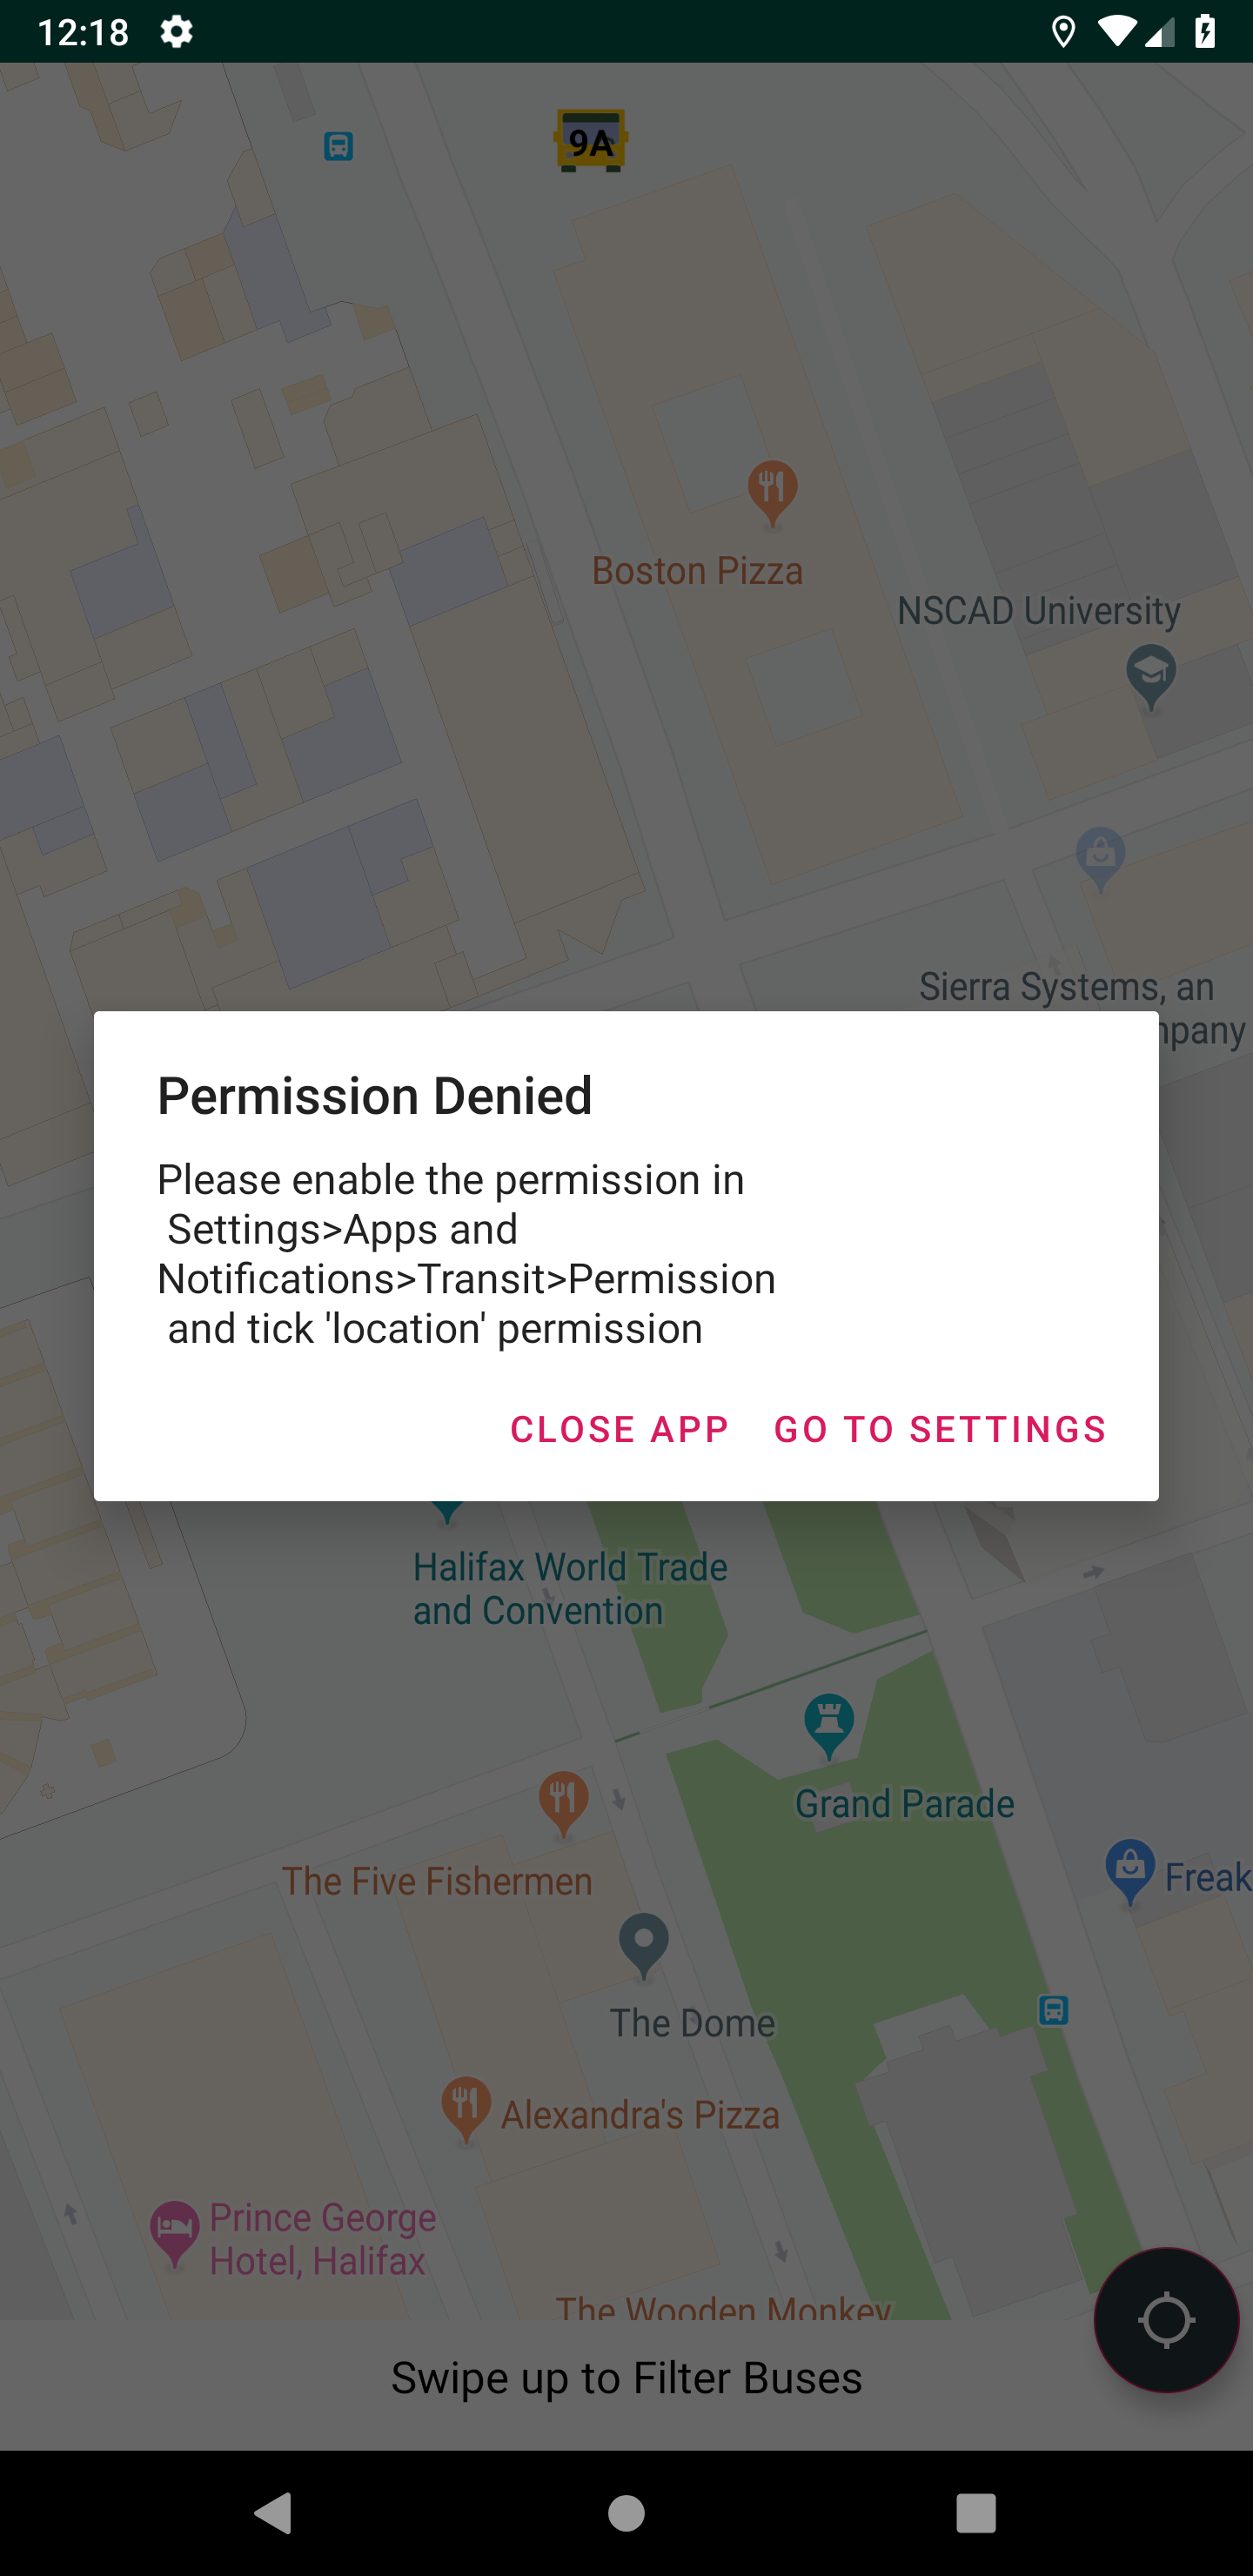 12:18
9A
Boston Pizza
NSCAD University
Sierra Systems, an
Permission Denied
Please enable the permission in
Settings>Apps and
Notifications>Transit>Permission
and tick 'location' permission
CLOSE APP GO TO SETTINGS
Halifax World Trade
and Convention
Grand Parade
The Five Fishermen
Freak
The Dome
Alexandra's Pizza
Prince George
Hotel, Halifax
The Wooden Monkey
Swipe up to Filter Buses